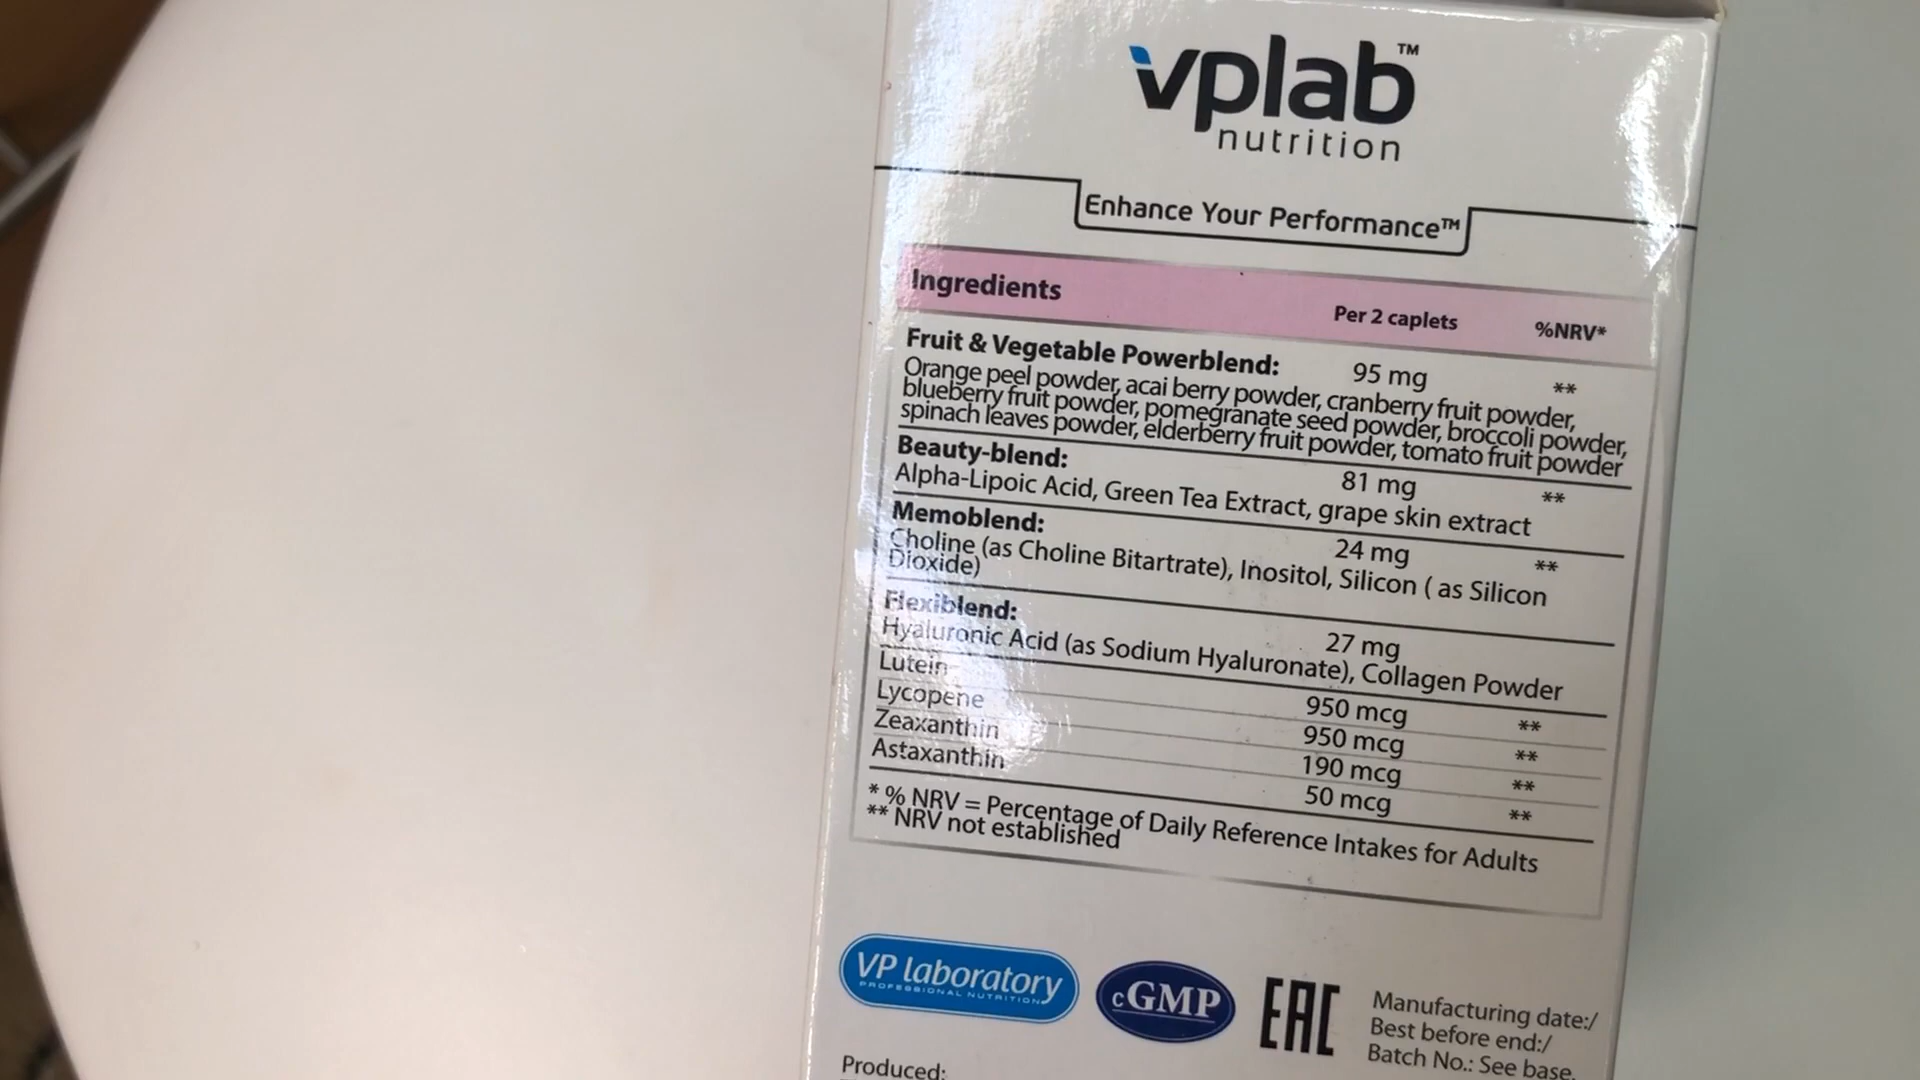 vplab™
nutrition
Enhance Your Performance™
Ingredients Per 2 caplets %NRV*
Fruit & Vegetable Powerblend: 95 mg **
Orange peel powder, acai berry powder, cranberry fruit powder,
blueberry fruit powder, pomegranate seed powder, broccoli powder,
spinach leaves powder, elderberry fruit powder, tomato fruit powder
Beauty-blend: 81 mg **
Alpha-Lipoic Acid, Green Tea Extract, grape skin extract
Memoblend: 24 mg **
Choline (as Choline Bitartrate), Inositol, Silicon ( as Silicon
Dioxide)
Flexiblend: 27 mg
Hyaluronic Acid (as Sodium Hyaluronate), Collagen Powder
Lutein 950 mcg **
Lycopene 950 mcg **
Zeaxanthin 190 mcg **
Astaxanthin 50 mcg **
* % NRV = Percentage of Daily Reference Intakes for Adults
** NRV not established
VP laboratory
PROFESSIONAL NUTRITION
cGMP
EAC
Manufacturing date:/
Best before end:/
Batch No.: See base.
Produced: